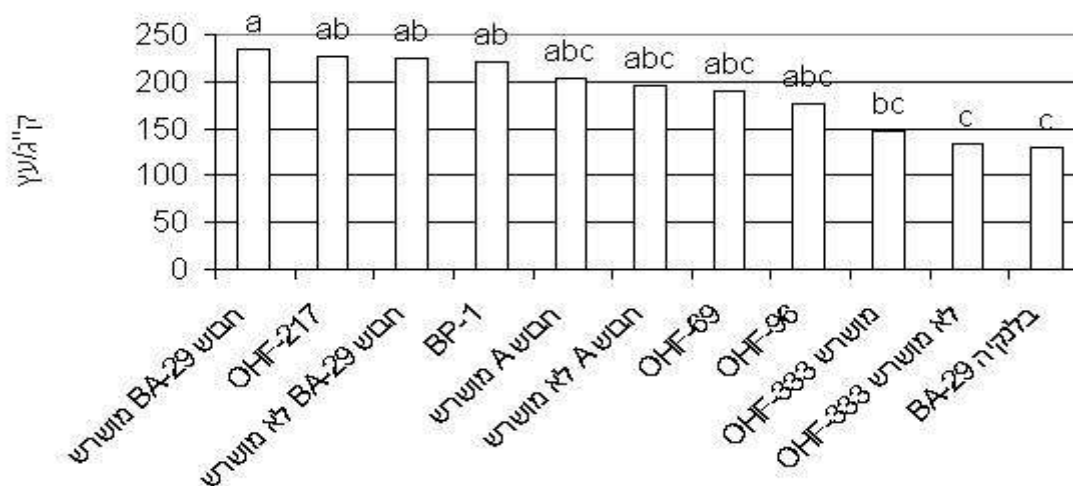 ק"ג/עץ
250
200
150
100
50
0
a
ab
ab
ab
abc
abc
abc
abc
bc
c
c
חבוש BA-29 מושרש
OHF-217
חבוש BA-29 לא מושרש
BP-1
חבוש A מושרש
חבוש A לא מושרש
OHF-69
OHF-96
OHF-333 מושרש
OHF-333 לא מושרש
בלנקיה BA-29